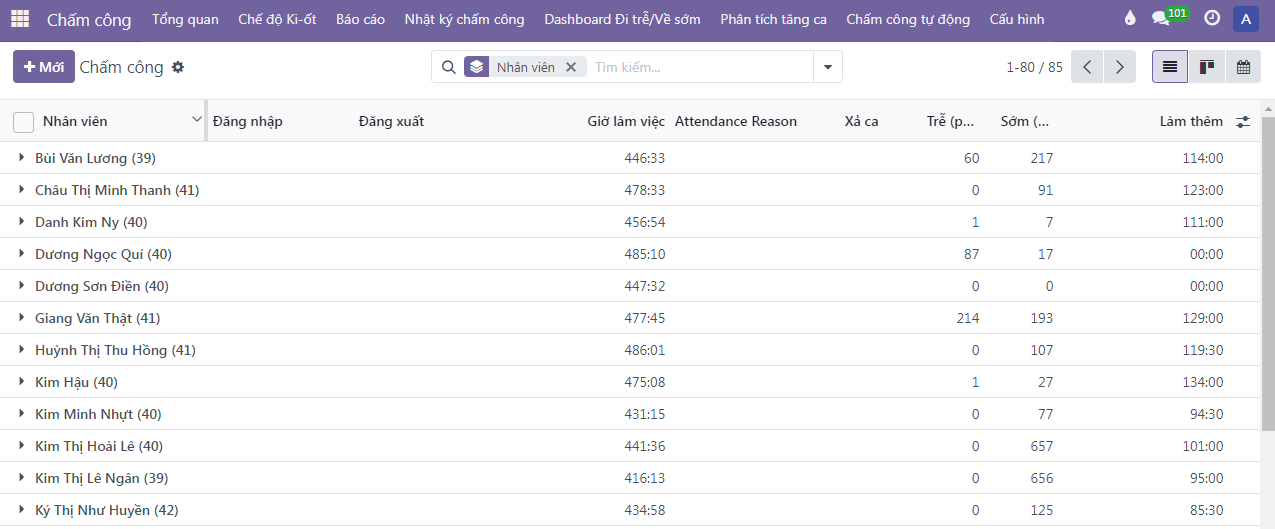 Chấm công Tổng quan Chế độ Ki-ốt Báo cáo Nhật ký chấm công Dashboard Đi trễ/Về sớm Phân tích tăng ca Chấm công tự động Cấu hình 101 A
Mới Chấm công Nhân viên Tìm kiếm... 1-80 / 85
Nhân viên Đăng nhập Đăng xuất Giờ làm việc Attendance Reason Xả ca Trễ (p... Sớm (... Làm thêm
Bùi Văn Lương (39) 446:33 60 217 114:00
Châu Thị Minh Thanh (41) 478:33 0 91 123:00
Danh Kim Ny (40) 456:54 1 7 111:00
Dương Ngọc Quí (40) 485:10 87 17 00:00
Dương Sơn Điền (40) 447:32 0 0 00:00
Giang Văn Thật (41) 477:45 214 193 129:00
Huỳnh Thị Thu Hồng (41) 486:01 0 107 119:30
Kim Hậu (40) 475:08 1 27 134:00
Kim Minh Nhựt (40) 431:15 0 77 94:30
Kim Thị Hoài Lê (40) 441:36 0 657 101:00
Kim Thị Lê Ngân (39) 416:13 0 656 95:00
Ký Thị Như Huyền (42) 434:58 0 125 85:30